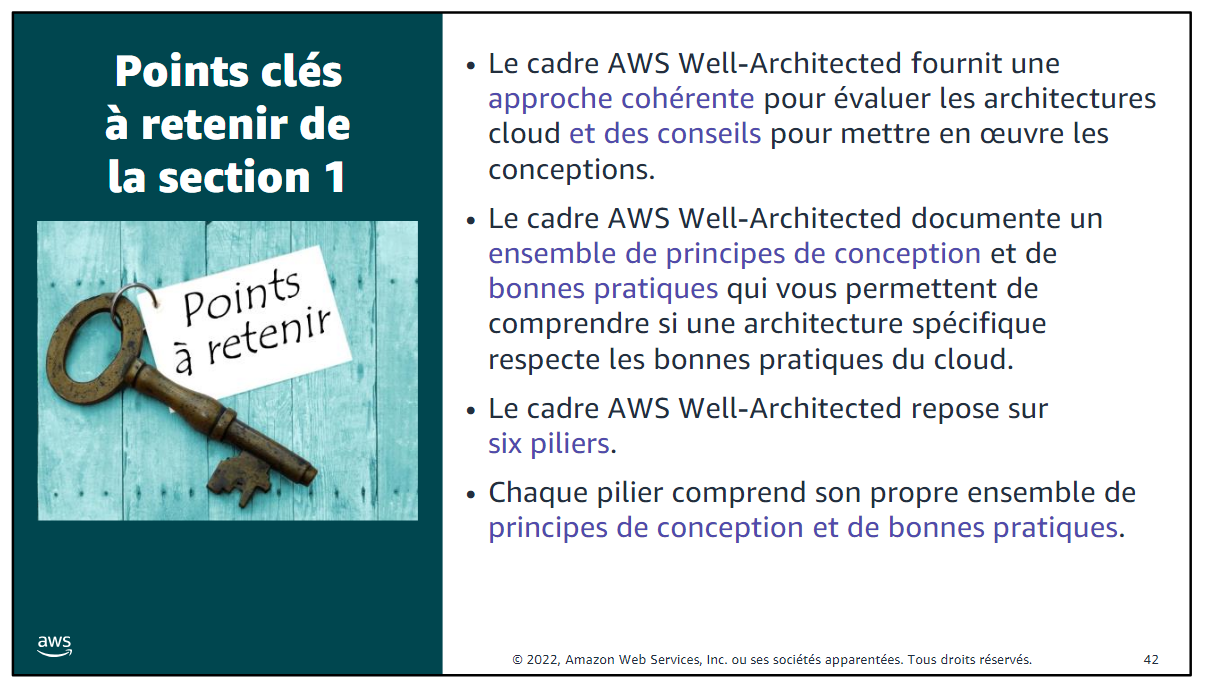 Points clés
à retenir de
la section 1
Points
à retenir
aws
• Le cadre AWS Well-Architected fournit une
approche cohérente pour évaluer les architectures
cloud et des conseils pour mettre en œuvre les
conceptions.
• Le cadre AWS Well-Architected documente un
ensemble de principes de conception et de
bonnes pratiques qui vous permettent de
comprendre si une architecture spécifique
respecte les bonnes pratiques du cloud.
• Le cadre AWS Well-Architected repose sur
six piliers.
• Chaque pilier comprend son propre ensemble de
principes de conception et de bonnes pratiques.
© 2022, Amazon Web Services, Inc. ou ses sociétés apparentées. Tous droits réservés.
42